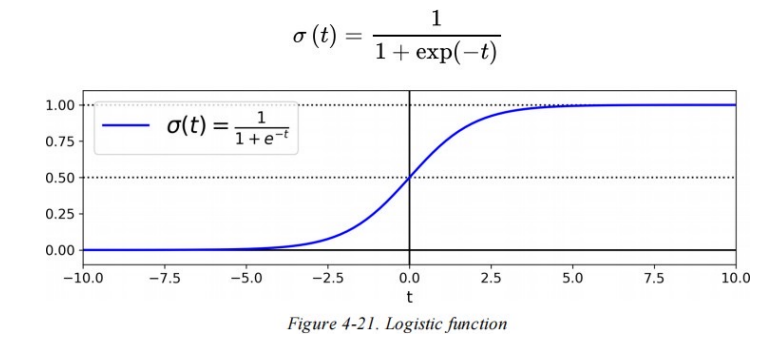 σ (t) = 1 / (1 + exp(−t))
1.00
σ(t) = 1 / (1 + e^−t)
0.75
0.50
0.25
0.00
−10.0 −7.5 −5.0 −2.5 0.0 2.5 5.0 7.5 10.0
t
Figure 4-21. Logistic function